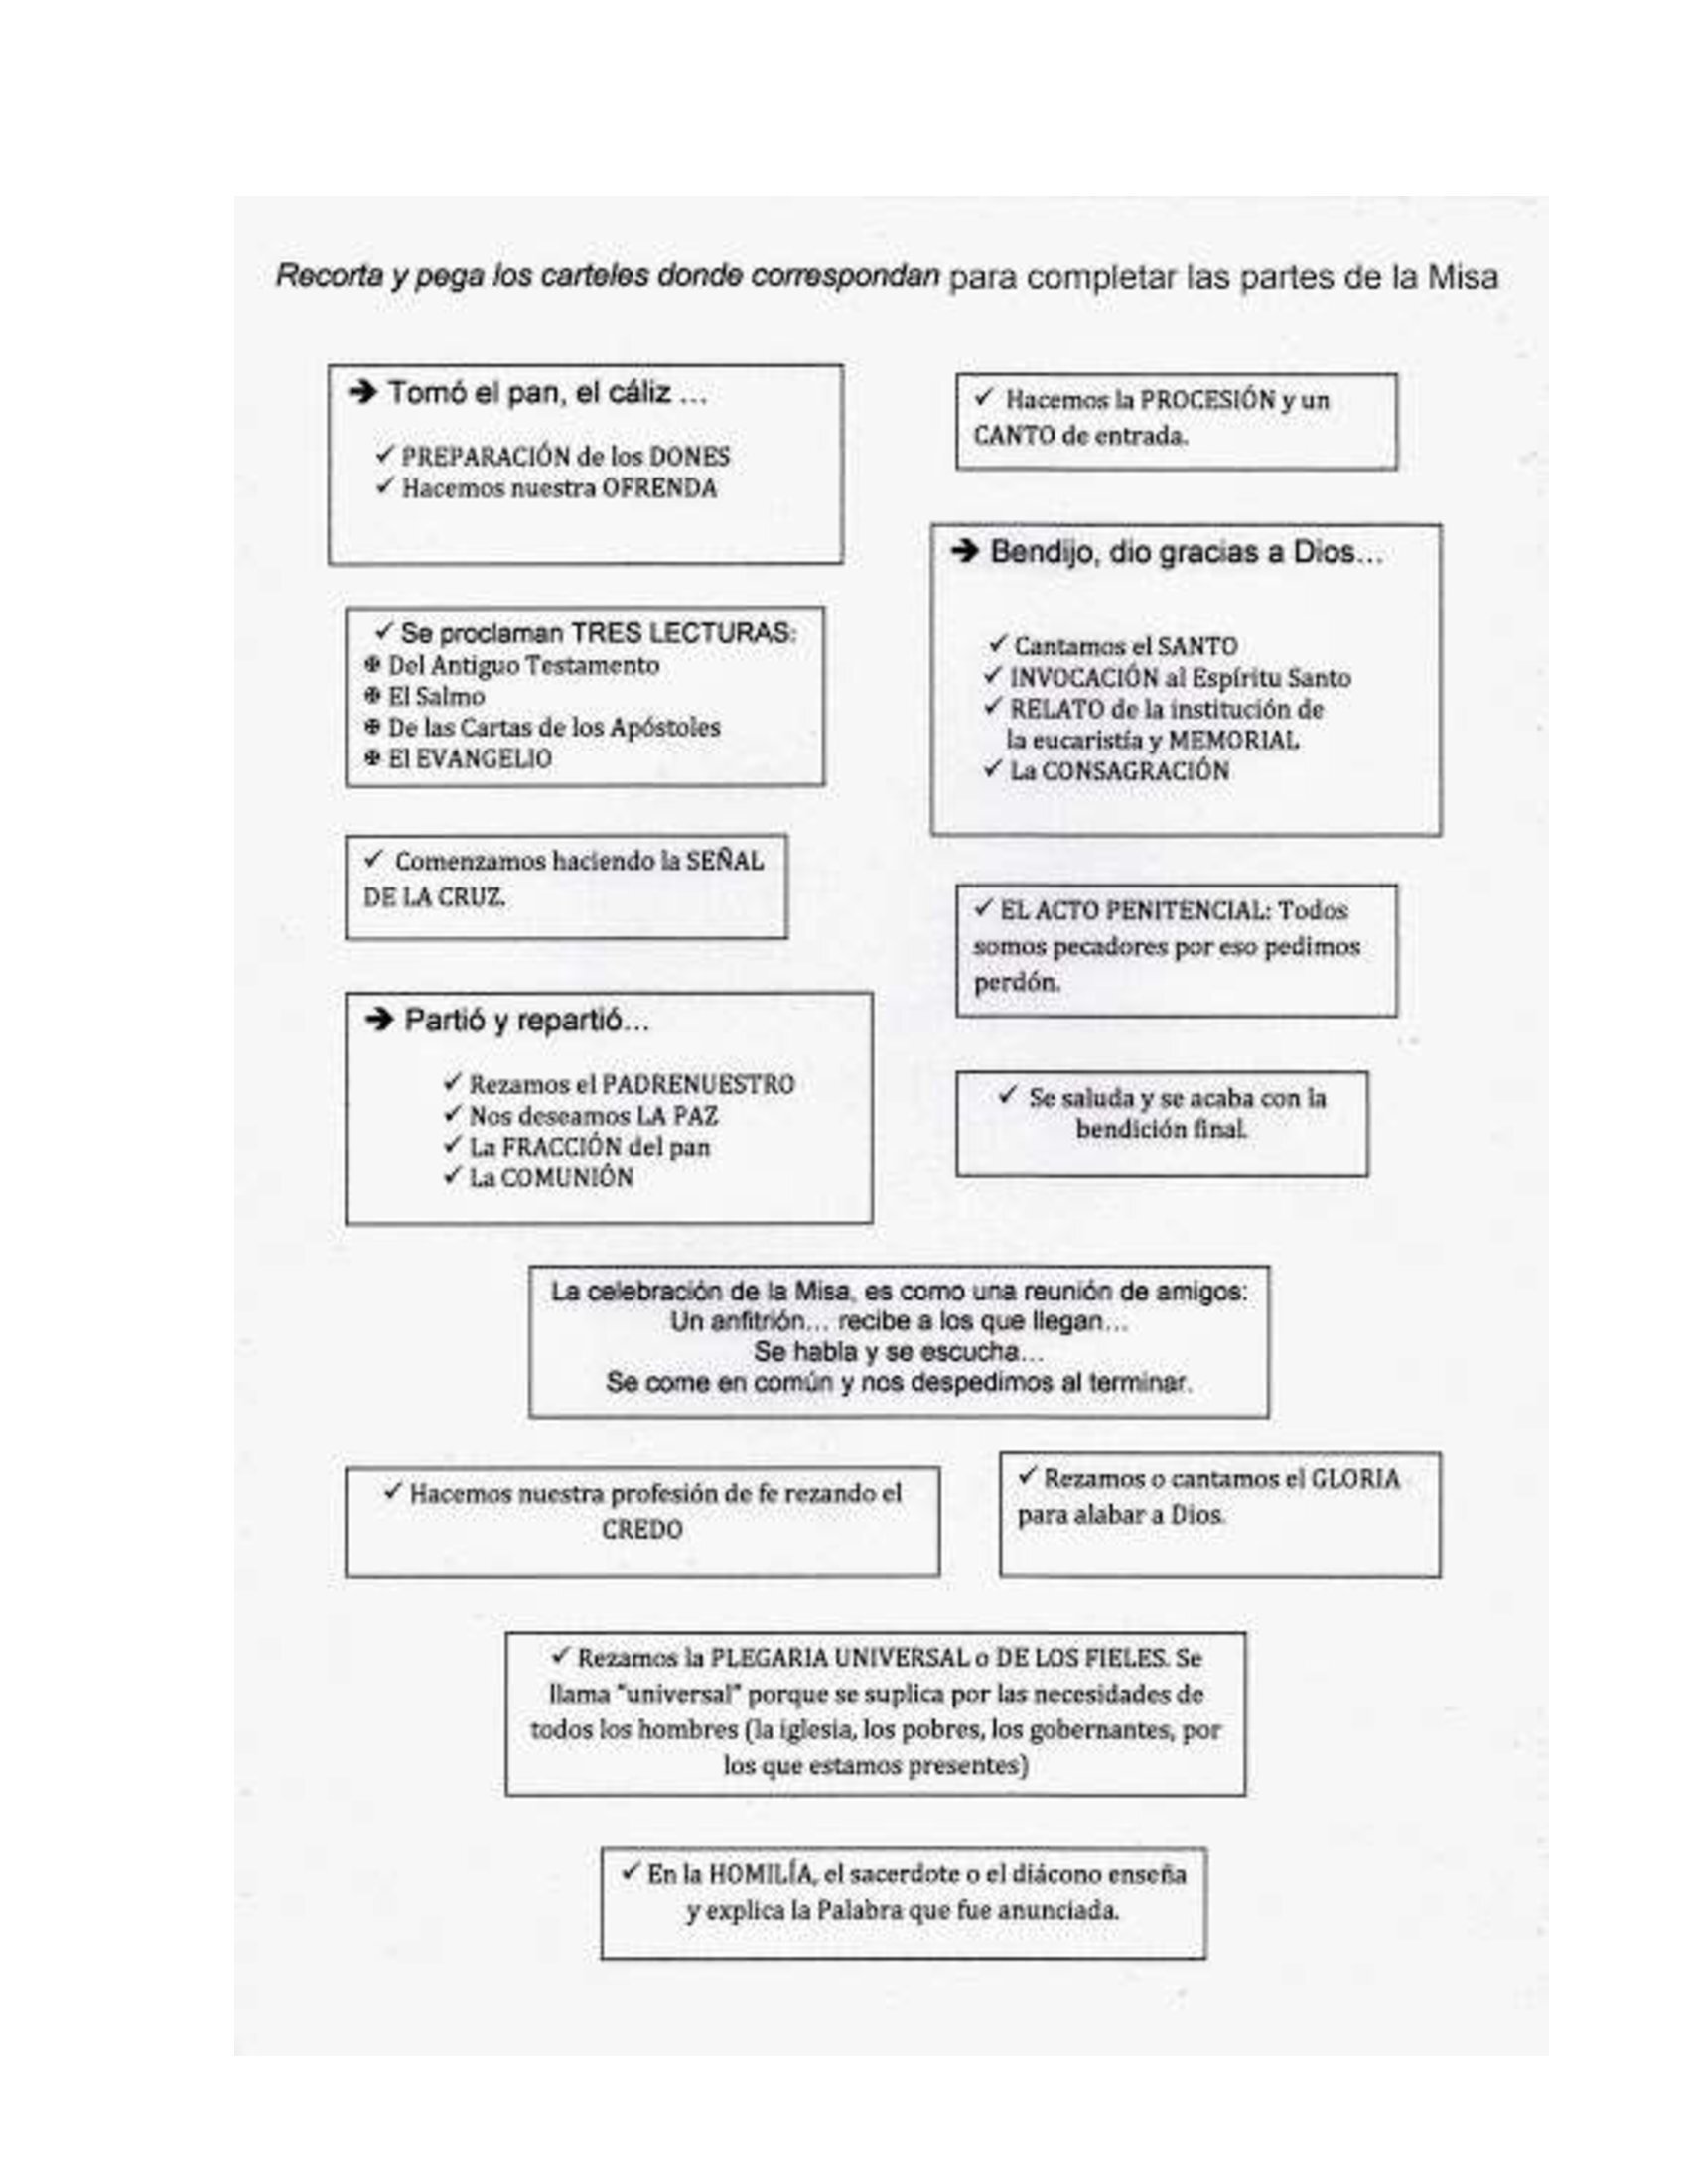 Recorta y pega los carteles donde correspondan para completar las partes de la Misa
➔ Tomó el pan, el cáliz ...
✓ PREPARACIÓN de los DONES
✓ Hacemos nuestra OFRENDA
✓ Hacemos la PROCESIÓN y un
CANTO de entrada.
➔ Bendijo, dio gracias a Dios...
✓ Cantamos el SANTO
✓ INVOCACIÓN al Espíritu Santo
✓ RELATO de la institución de
la eucaristía y MEMORIAL
✓ La CONSAGRACIÓN
✓ Se proclaman TRES LECTURAS:
✠ Del Antiguo Testamento
✠ El Salmo
✠ De las Cartas de los Apóstoles
✠ El EVANGELIO
✓ Comenzamos haciendo la SEÑAL
DE LA CRUZ.
✓ EL ACTO PENITENCIAL: Todos
somos pecadores por eso pedimos
perdón.
➔ Partió y repartió...
✓ Rezamos el PADRENUESTRO
✓ Nos deseamos LA PAZ
✓ La FRACCIÓN del pan
✓ La COMUNIÓN
✓ Se saluda y se acaba con la
bendición final.
La celebración de la Misa, es como una reunión de amigos:
Un anfitrión... recibe a los que llegan...
Se habla y se escucha...
Se come en común y nos despedimos al terminar.
✓ Hacemos nuestra profesión de fe rezando el
CREDO
✓ Rezamos o cantamos el GLORIA
para alabar a Dios.
✓ Rezamos la PLEGARIA UNIVERSAL o DE LOS FIELES. Se
llama "universal" porque se suplica por las necesidades de
todos los hombres (la iglesia, los pobres, los gobernantes, por
los que estamos presentes)
✓ En la HOMILÍA, el sacerdote o el diácono enseña
y explica la Palabra que fue anunciada.